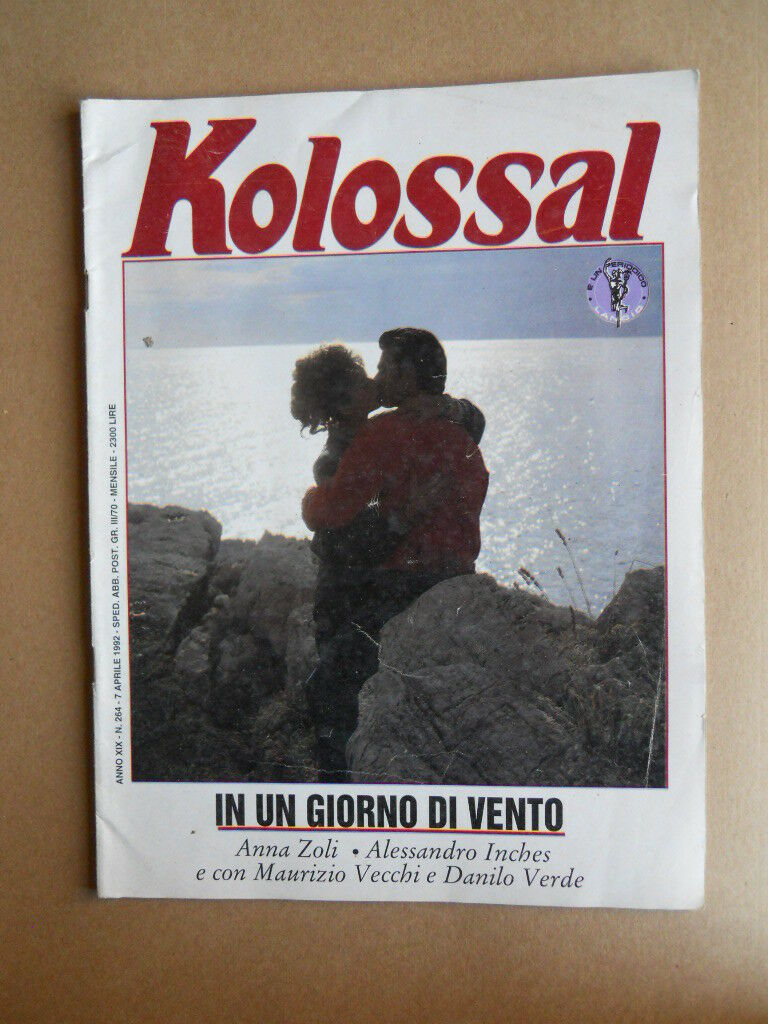 Kolossal
È UN PERIODICO
LANCIO
ANNO XIX - N. 264 - 7 APRILE 1992 - SPED. ABB. POST. GR. III/70 - MENSILE - 2300 LIRE
IN UN GIORNO DI VENTO
Anna Zoli • Alessandro Inches
e con Maurizio Vecchi e Danilo Verde